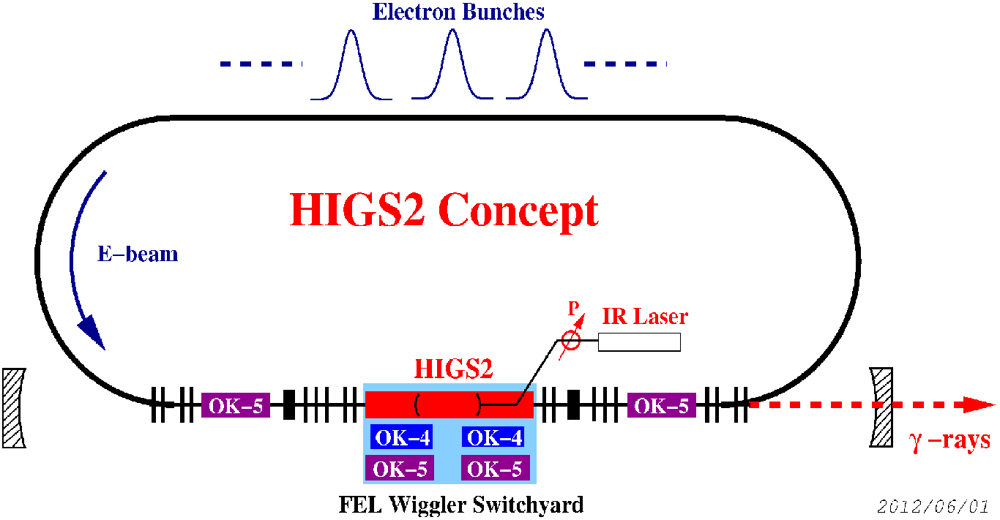 Electron Bunches
HIGS2 Concept
E-beam
P
IR Laser
HIGS2
OK-5
OK-5
OK-4 OK-4
OK-5 OK-5
γ-rays
FEL Wiggler Switchyard
2012/06/01